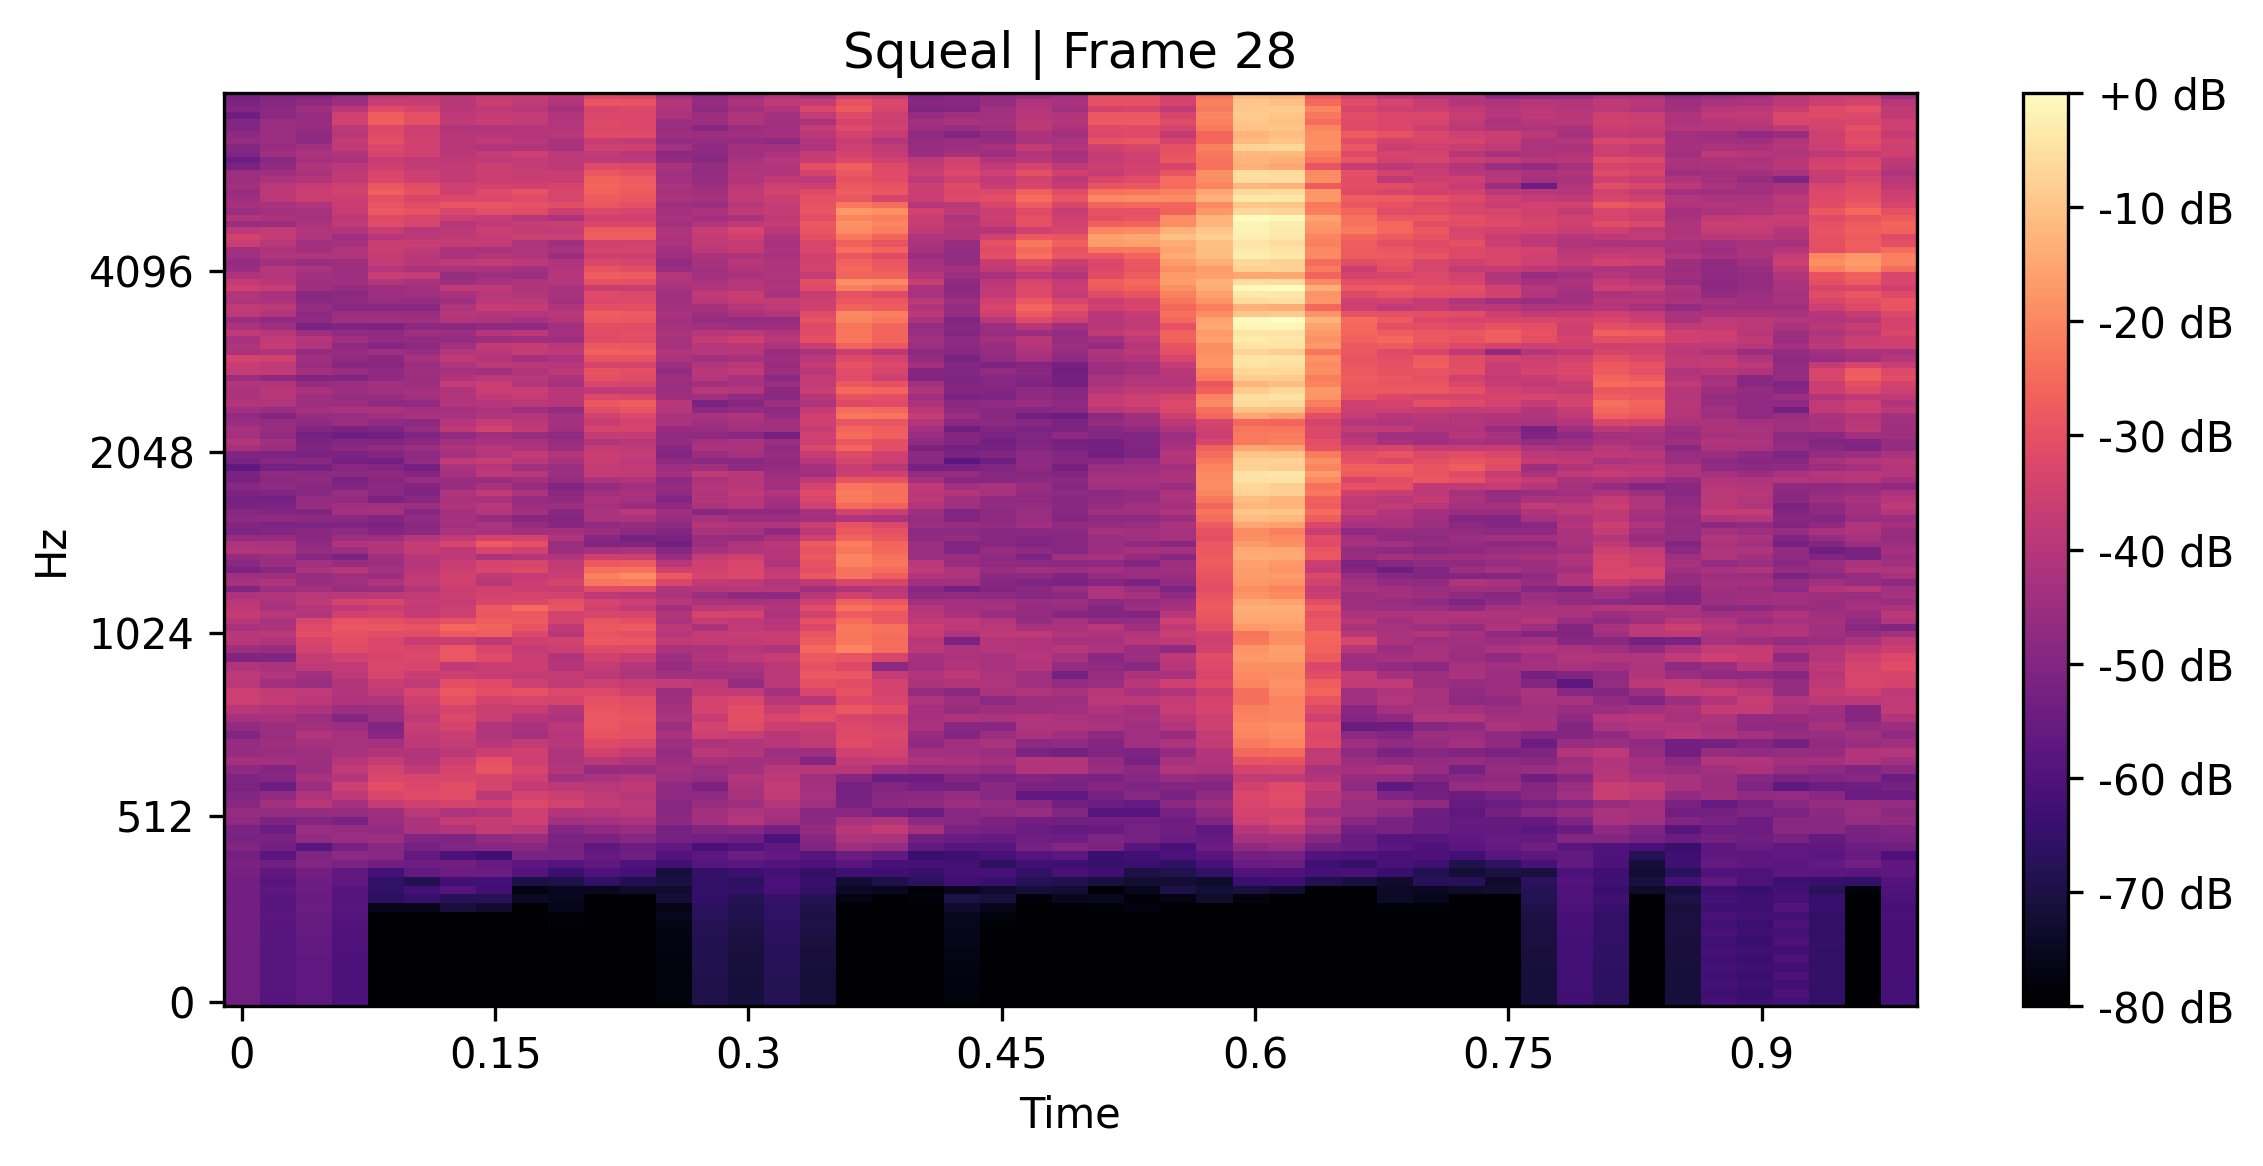 Squeal | Frame 28
+0 dB
-10 dB
-20 dB
-30 dB
-40 dB
-50 dB
-60 dB
-70 dB
-80 dB
Hz
4096
2048
1024
512
0
0 0.15 0.3 0.45 0.6 0.75 0.9
Time